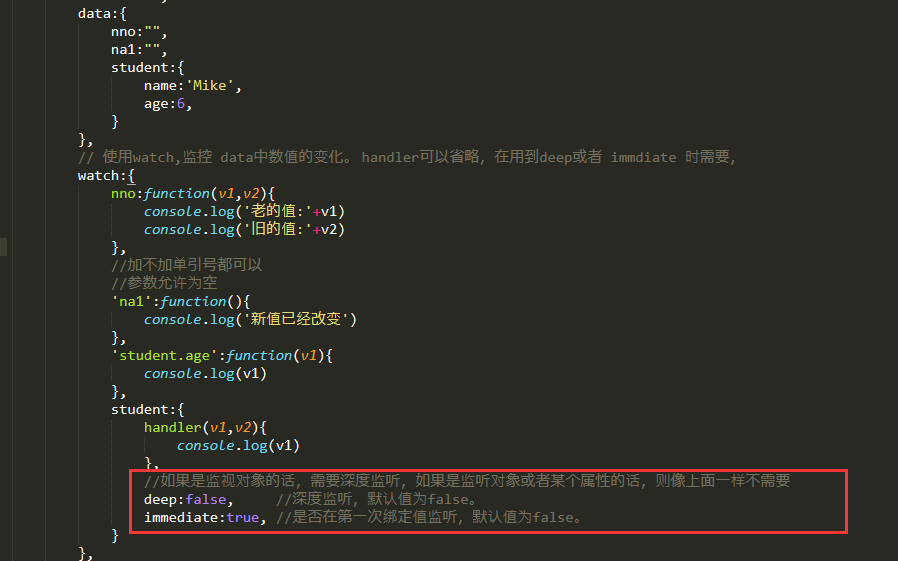 data:{
nno:"",
na1:"",
student:{
name:'Mike',
age:6,
}
},
// 使用watch,监控 data中数值的变化。handler可以省略，在用到deep或者 immdiate 时需要,
watch:{
nno:function(v1,v2){
console.log('老的值:'+v1)
console.log('旧的值:'+v2)
},
//加不加单引号都可以
//参数允许为空
'na1':function(){
console.log('新值已经改变')
},
'student.age':function(v1){
console.log(v1)
},
student:{
handler(v1,v2){
console.log(v1)
},
//如果是监视对象的话，需要深度监听，如果是监听对象或者某个属性的话，则像上面一样不需要
deep:false, //深度监听，默认值为false。
immediate:true, //是否在第一次绑定值监听，默认值为false。
}
},